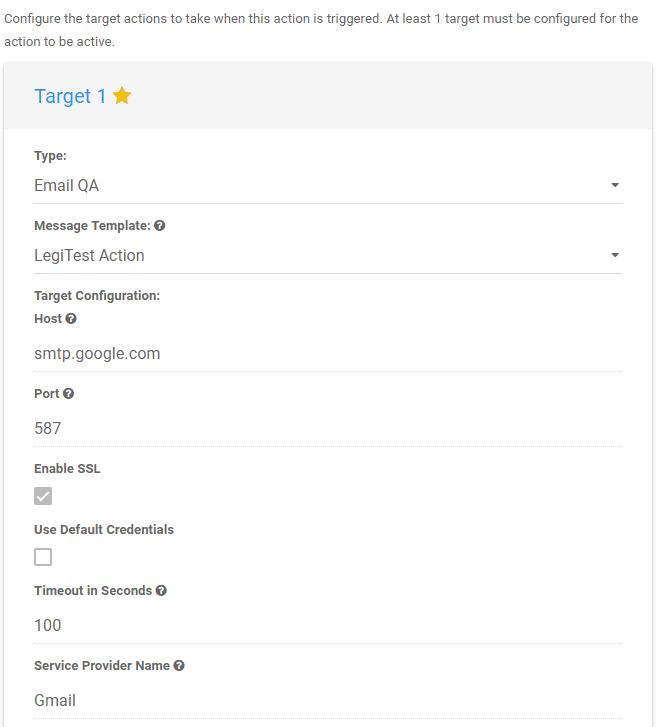 Configure the target actions to take when this action is triggered. At least 1 target must be configured for the
action to be active.
Target 1
Type:
Email QA
Message Template:
LegiTest Action
Target Configuration:
Host
smtp.google.com
Port
587
Enable SSL
Use Default Credentials
Timeout in Seconds
100
Service Provider Name
Gmail